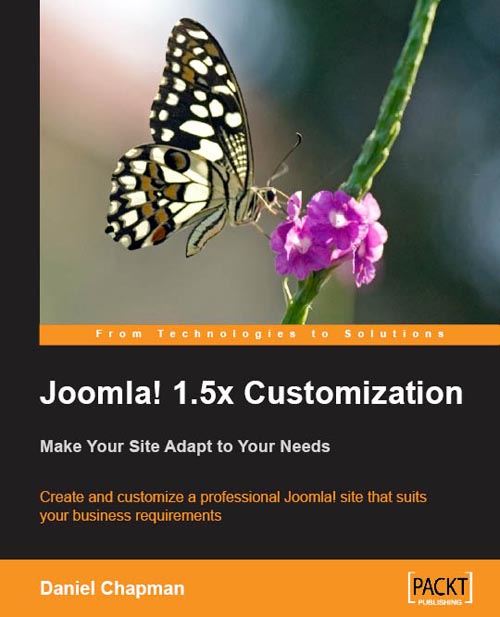 From Technologies to Solutions
Joomla! 1.5x Customization
Make Your Site Adapt to Your Needs
Create and customize a professional Joomla! site that suits
your business requirements
Daniel Chapman
PACKT
PUBLISHING